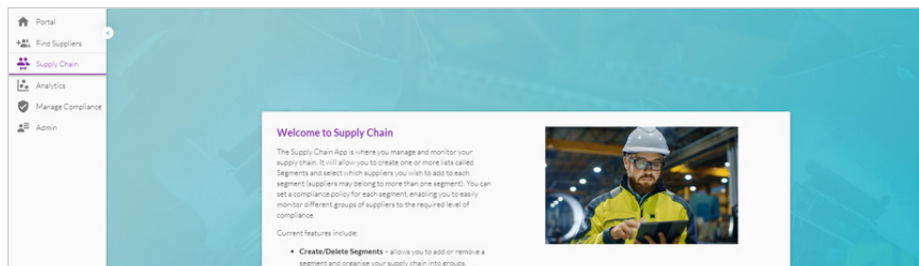 Portal
Find Suppliers
Supply Chain
Analytics
Manage Compliance
Admin
Welcome to Supply Chain
The Supply Chain App is where you manage and monitor your
supply chain. It will allow you to create one or more lists called
Segments and select which suppliers you wish to add to each
segment (suppliers may belong to more than one segment). You can
set a compliance policy for each segment, enabling you to easily
monitor different groups of suppliers to the required level of
compliance.
Current features include:
• Create/Delete Segments – allows you to add or remove a
segment and organise your supply chain into groups.